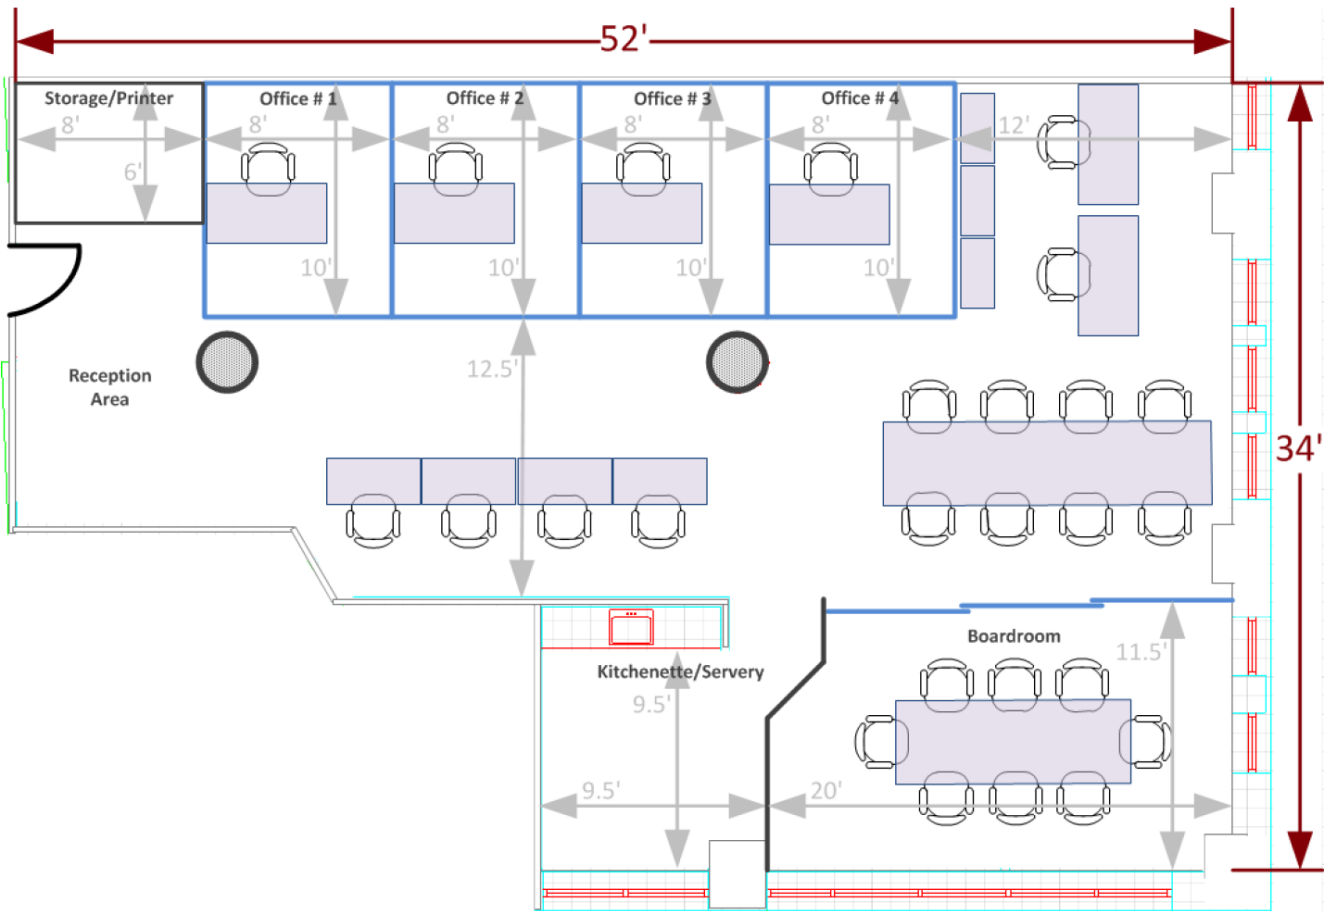 52'
Storage/Printer
Office # 1
Office # 2
Office # 3
Office # 4
8'
8'
8'
8'
8'
12'
6'
10'
10'
10'
10'
Reception
Area
12.5'
34'
Boardroom
11.5'
Kitchenette/Servery
9.5'
9.5'
20'